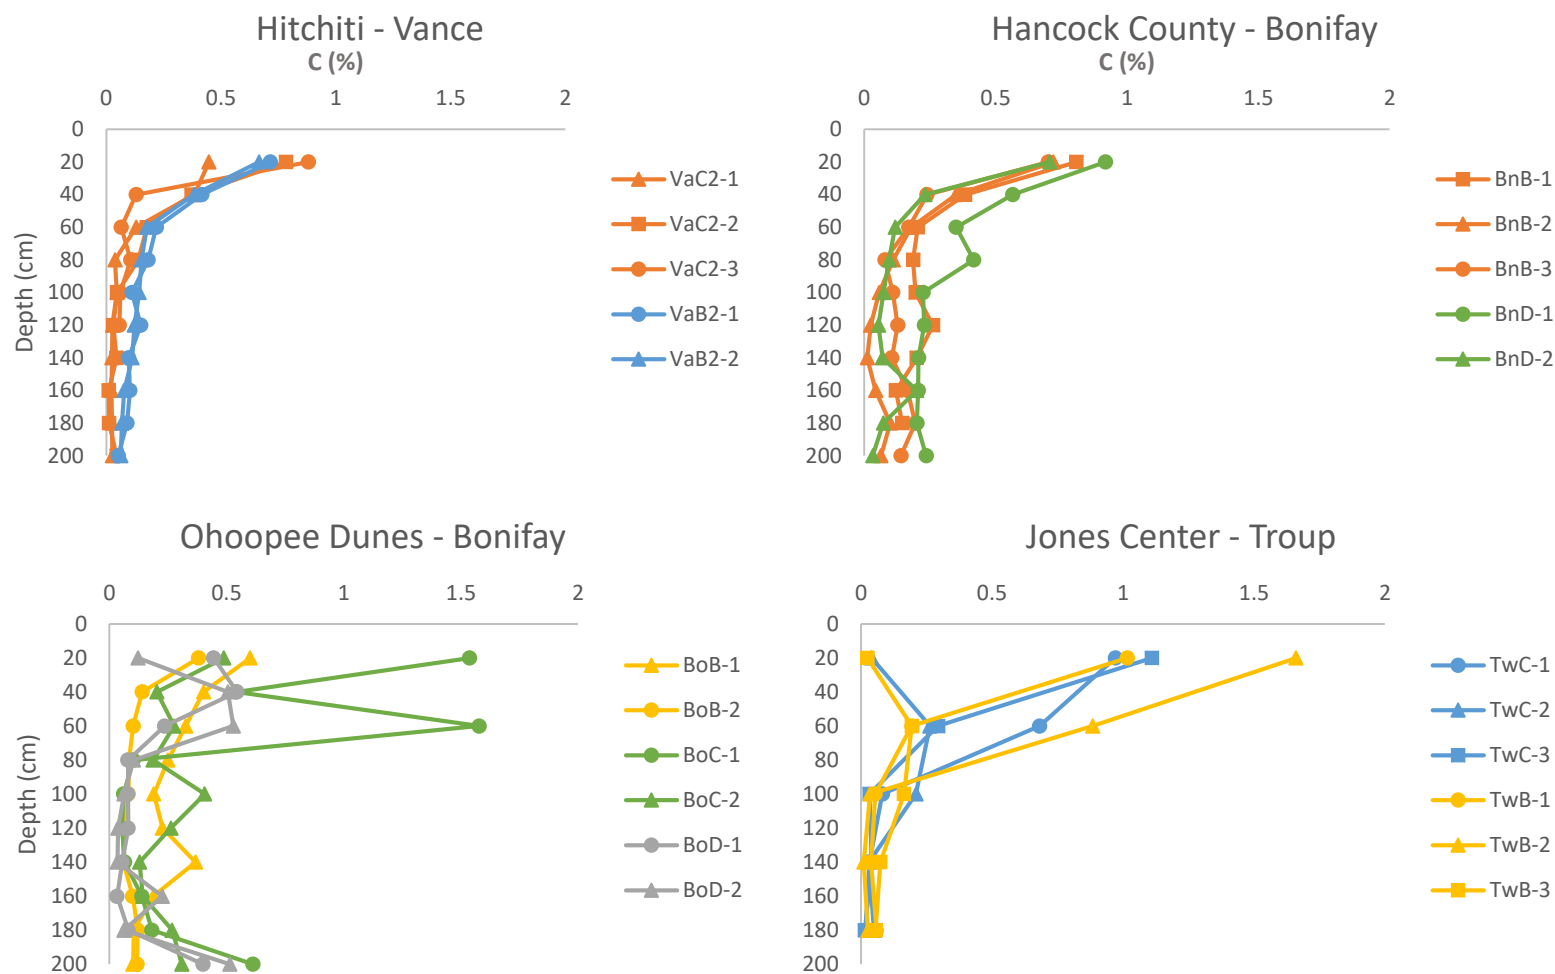 Hitchiti - Vance
C (%)
0 0.5 1 2
0
20
40
60
80
100
120
140
160
180
200
Depth (cm)
VaC2-1
VaC2-2
VaC2-3
VaB2-1
VaB2-2
Hancock County - Bonifay
C (%)
0 0.5 1 2
0
20
40
60
80
100
120
140
160
180
200
BnB-1
BnB-2
BnB-3
BnD-1
BnD-2
Ohoopee Dunes - Bonifay
0 0.5 1 1.5 2
0
20
40
60
80
100
120
140
160
180
200
Depth (cm)
BoB-1
BoB-2
BoC-1
BoC-2
BoD-1
BoD-2
Jones Center - Troup
0 0.5 1 1.5 2
0
20
40
60
80
100
120
140
160
180
200
TwC-1
TwC-2
TwC-3
TwB-1
TwB-2
TwB-3